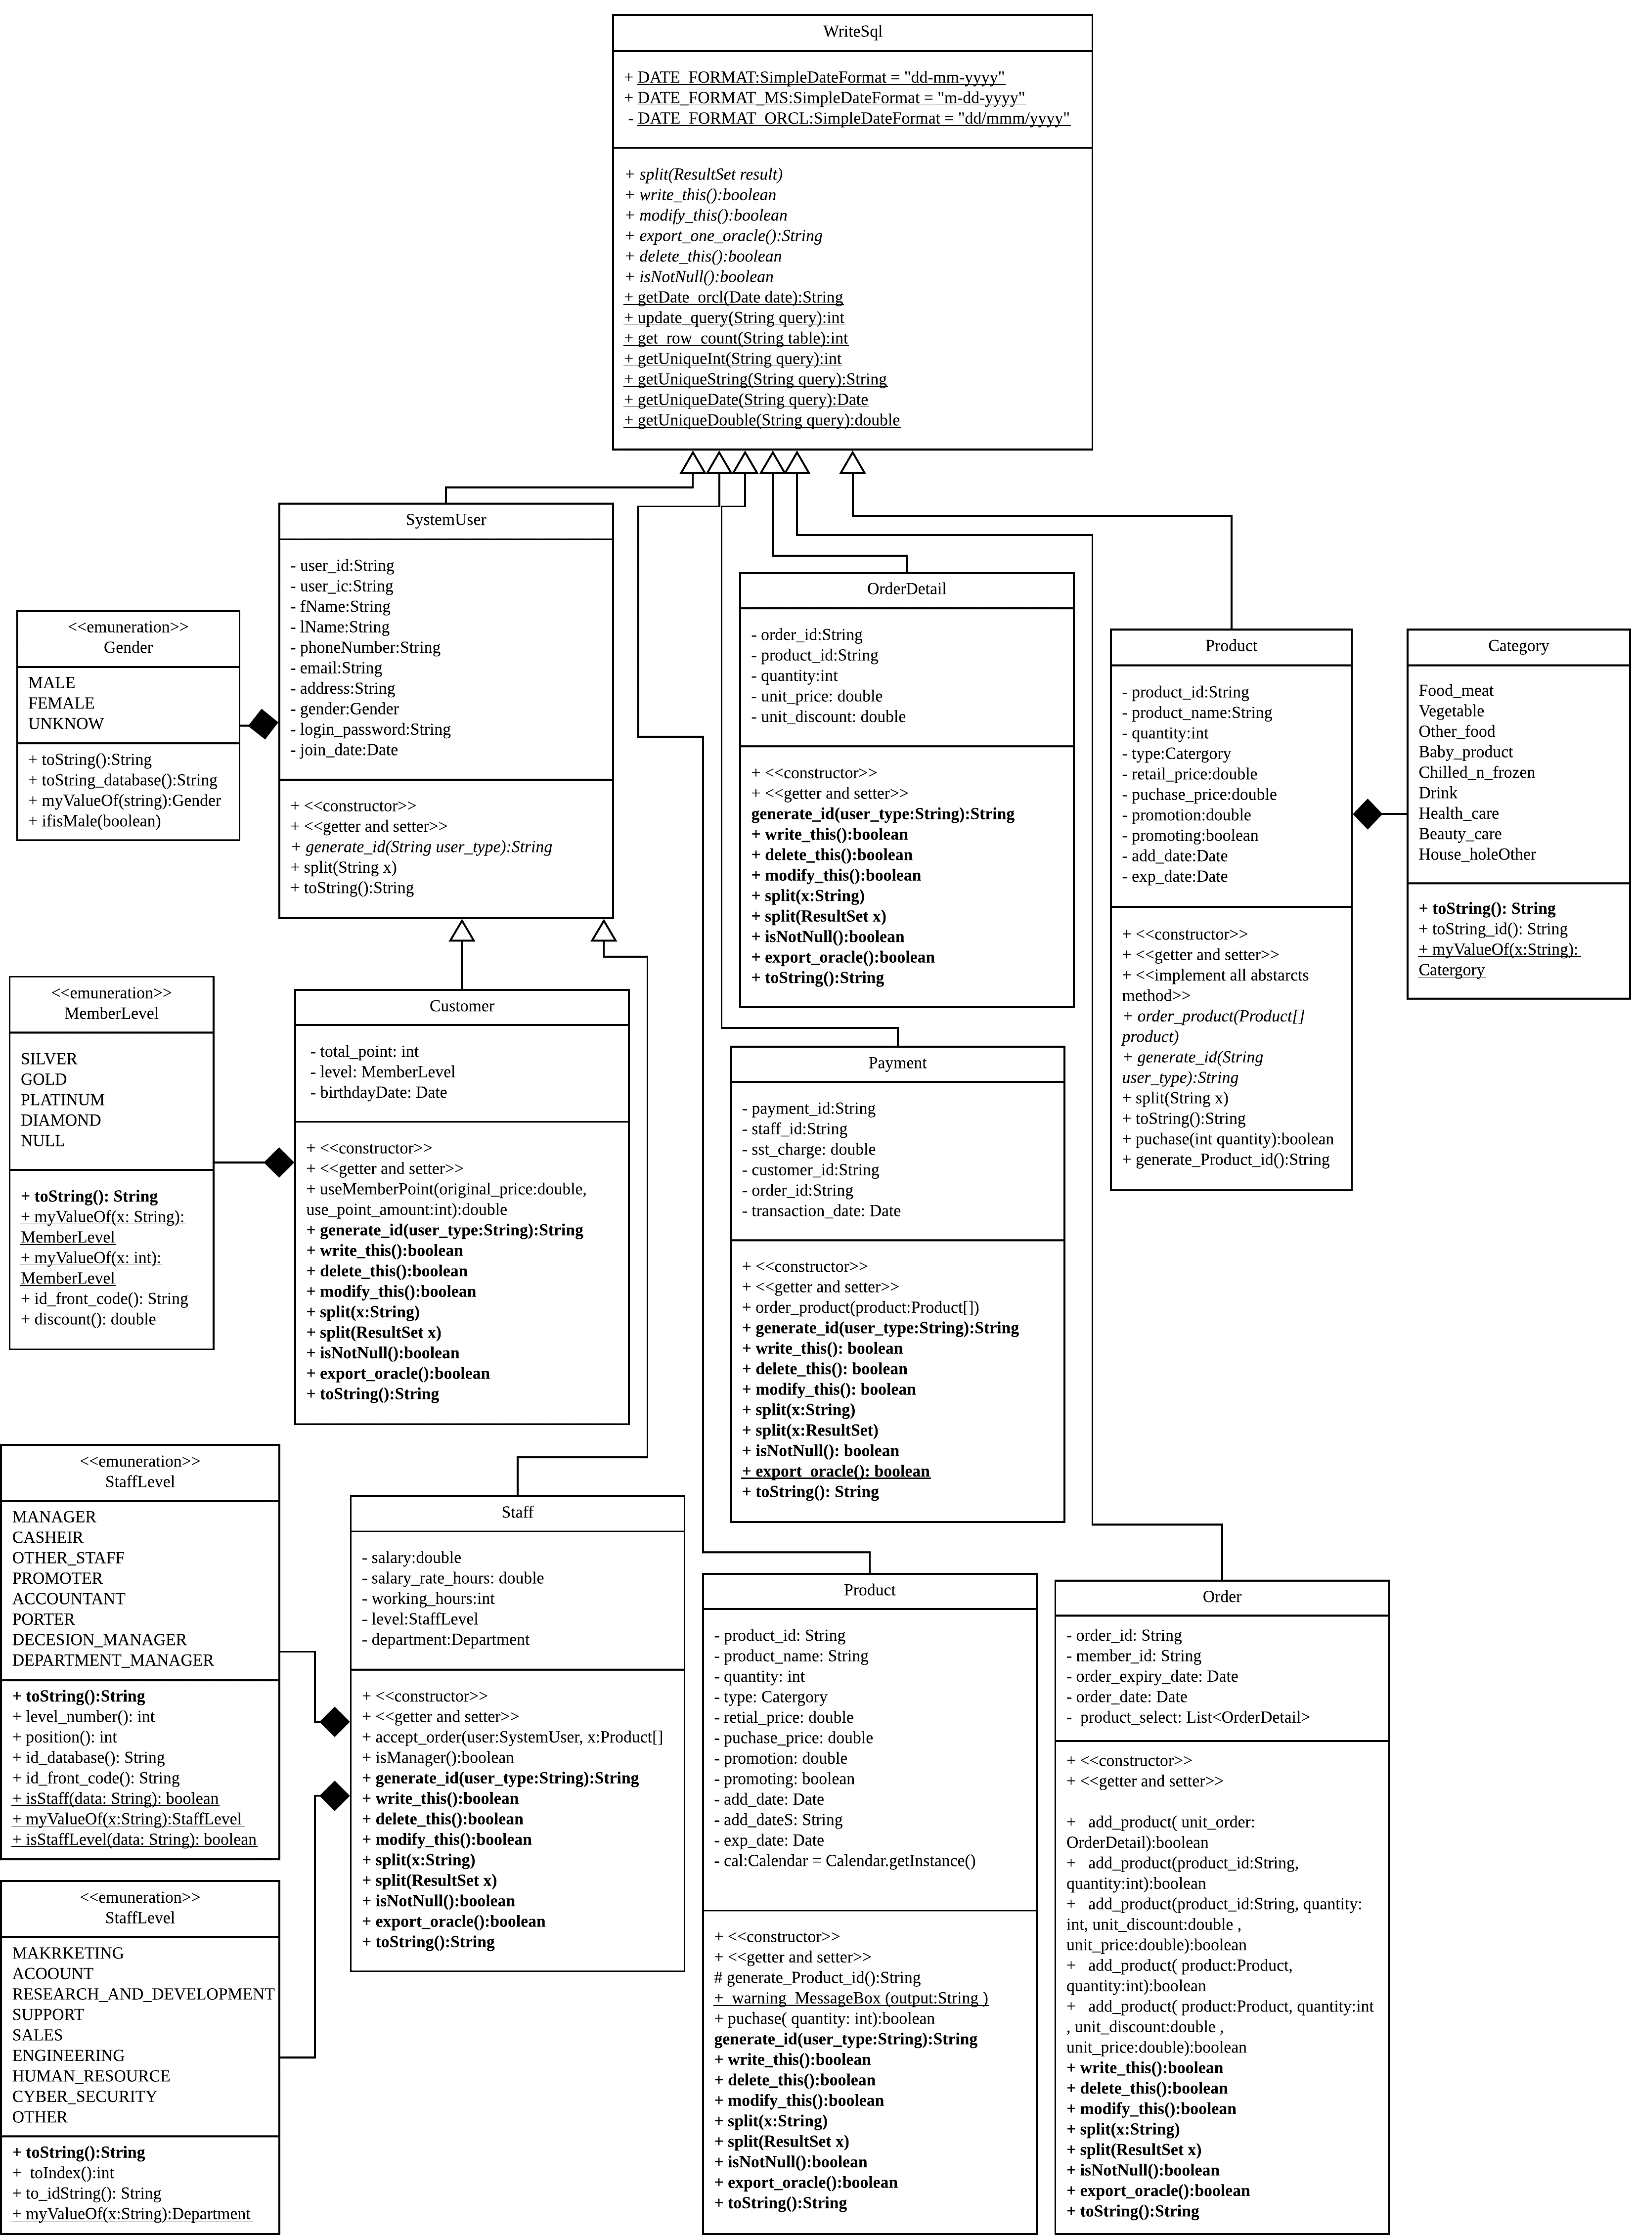 WriteSql
+ DATE_FORMAT:SimpleDateFormat = "dd-mm-yyyy"
+ DATE_FORMAT_MS:SimpleDateFormat = "m-dd-yyyy"
- DATE_FORMAT_ORCL:SimpleDateFormat = "dd/mmm/yyyy"
+ split(ResultSet result)
+ write_this():boolean
+ modify_this():boolean
+ export_one_oracle():String
+ delete_this():boolean
+ isNotNull():boolean
+ getDate_orcl(Date date):String
+ update_query(String query):int
+ get_row_count(String table):int
+ getUniqueInt(String query):int
+ getUniqueString(String query):String
+ getUniqueDate(String query):Date
+ getUniqueDouble(String query):double
SystemUser
- user_id:String
- user_ic:String
- fName:String
- lName:String
- phoneNumber:String
- email:String
- address:String
- gender:Gender
- login_password:String
- join_date:Date
+ <<constructor>>
+ <<getter and setter>>
+ generate_id(String user_type):String
+ split(String x)
+ toString():String
<<emuneration>>
Gender
MALE
FEMALE
UNKNOW
+ toString():String
+ toString_database():String
+ myValueOf(string):Gender
+ ifisMale(boolean)
OrderDetail
- order_id:String
- product_id:String
- quantity:int
- unit_price: double
- unit_discount: double
+ <<constructor>>
+ <<getter and setter>>
generate_id(user_type:String):String
+ write_this():boolean
+ delete_this():boolean
+ modify_this():boolean
+ split(x:String)
+ split(ResultSet x)
+ isNotNull():boolean
+ export_oracle():boolean
+ toString():String
Product
- product_id:String
- product_name:String
- quantity:int
- type:Catergory
- retail_price:double
- puchase_price:double
- promotion:double
- promoting:boolean
- add_date:Date
- exp_date:Date
+ <<constructor>>
+ <<getter and setter>>
+ <<implement all abstarcts
method>>
+ order_product(Product[]
product)
+ generate_id(String
user_type):String
+ split(String x)
+ toString():String
+ puchase(int quantity):boolean
+ generate_Product_id():String
Category
Food_meat
Vegetable
Other_food
Baby_product
Chilled_n_frozen
Drink
Health_care
Beauty_care
House_holeOther
+ toString(): String
+ toString_id(): String
+ myValueOf(x:String):
Catergory
<<emuneration>>
MemberLevel
SILVER
GOLD
PLATINUM
DIAMOND
NULL
+ toString(): String
+ myValueOf(x: String):
MemberLevel
+ myValueOf(x: int):
MemberLevel
+ id_front_code(): String
+ discount(): double
Customer
- total_point: int
- level: MemberLevel
- birthdayDate: Date
+ <<constructor>>
+ <<getter and setter>>
+ useMemberPoint(original_price:double,
use_point_amount:int):double
+ generate_id(user_type:String):String
+ write_this():boolean
+ delete_this():boolean
+ modify_this():boolean
+ split(x:String)
+ split(ResultSet x)
+ isNotNull():boolean
+ export_oracle():boolean
+ toString():String
Payment
- payment_id:String
- staff_id:String
- sst_charge: double
- customer_id:String
- order_id:String
- transaction_date: Date
+ <<constructor>>
+ <<getter and setter>>
+ order_product(product:Product[])
+ generate_id(user_type:String):String
+ write_this(): boolean
+ delete_this(): boolean
+ modify_this(): boolean
+ split(x:String)
+ split(x:ResultSet)
+ isNotNull(): boolean
+ export_oracle(): boolean
+ toString(): String
<<emuneration>>
StaffLevel
MANAGER
CASHEIR
OTHER_STAFF
PROMOTER
ACCOUNTANT
PORTER
DECESION_MANAGER
DEPARTMENT_MANAGER
+ toString():String
+ level_number(): int
+ position(): int
+ id_database(): String
+ id_front_code(): String
+ isStaff(data: String): boolean
+ myValueOf(x:String):StaffLevel
+ isStaffLevel(data: String): boolean
Staff
- salary:double
- salary_rate_hours: double
- working_hours:int
- level:StaffLevel
- department:Department
+ <<constructor>>
+ <<getter and setter>>
+ accept_order(user:SystemUser, x:Product[]
+ isManager():boolean
+ generate_id(user_type:String):String
+ write_this():boolean
+ delete_this():boolean
+ modify_this():boolean
+ split(x:String)
+ split(ResultSet x)
+ isNotNull():boolean
+ export_oracle():boolean
+ toString():String
<<emuneration>>
StaffLevel
MAKRKETING
ACOOUNT
RESEARCH_AND_DEVELOPMENT
SUPPORT
SALES
ENGINEERING
HUMAN_RESOURCE
CYBER_SECURITY
OTHER
+ toString():String
+ toIndex():int
+ to_idString(): String
+ myValueOf(x:String):Department
Product
- product_id: String
- product_name: String
- quantity: int
- type: Catergory
- retial_price: double
- puchase_price: double
- promotion: double
- promoting: boolean
- add_date: Date
- add_dateS: String
- exp_date: Date
- cal:Calendar = Calendar.getInstance()
+ <<constructor>>
+ <<getter and setter>>
# generate_Product_id():String
+ warning_MessageBox (output:String )
+ puchase( quantity: int):boolean
generate_id(user_type:String):String
+ write_this():boolean
+ delete_this():boolean
+ modify_this():boolean
+ split(x:String)
+ split(ResultSet x)
+ isNotNull():boolean
+ export_oracle():boolean
+ toString():String
Order
- order_id: String
- member_id: String
- order_expiry_date: Date
- order_date: Date
- product_select: List<OrderDetail>
+ <<constructor>>
+ <<getter and setter>>
+ add_product( unit_order:
OrderDetail):boolean
+ add_product(product_id:String,
quantity:int):boolean
+ add_product(product_id:String, quantity:
int, unit_discount:double ,
unit_price:double):boolean
+ add_product( product:Product,
quantity:int):boolean
+ add_product( product:Product, quantity:int
, unit_discount:double ,
unit_price:double):boolean
+ write_this():boolean
+ delete_this():boolean
+ modify_this():boolean
+ split(x:String)
+ split(ResultSet x)
+ isNotNull():boolean
+ export_oracle():boolean
+ toString():String